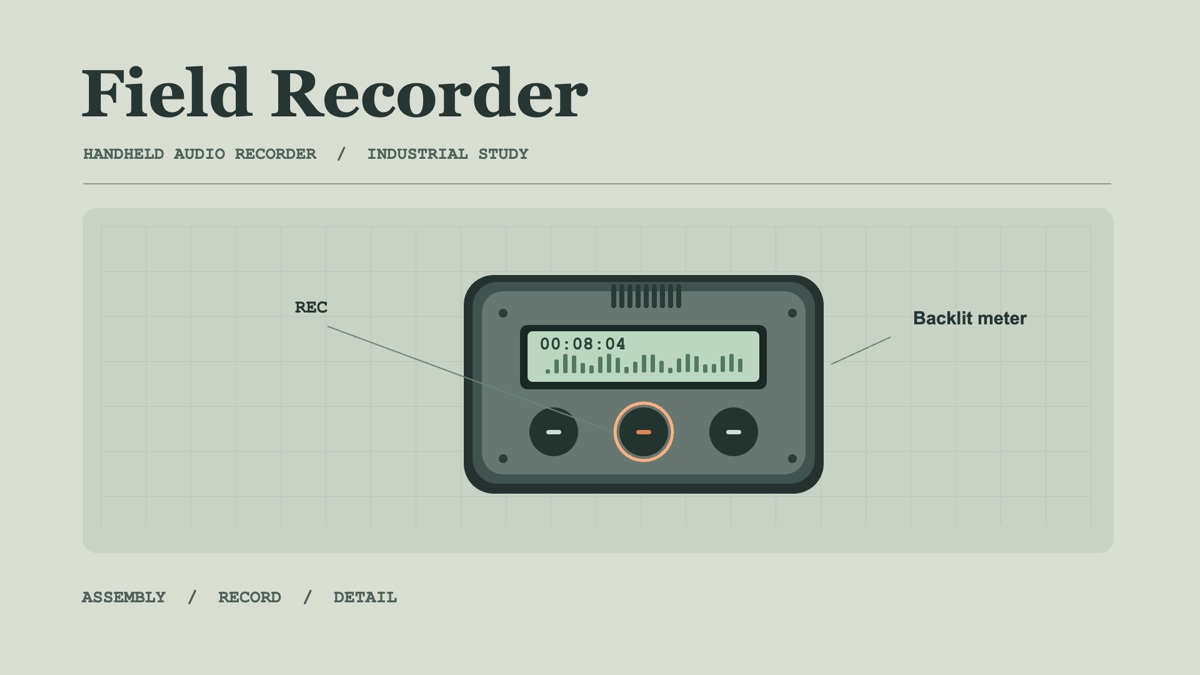 Field Recorder
HANDHELD AUDIO RECORDER / INDUSTRIAL STUDY
REC
Backlit meter
00:08:04
ASSEMBLY / RECORD / DETAIL